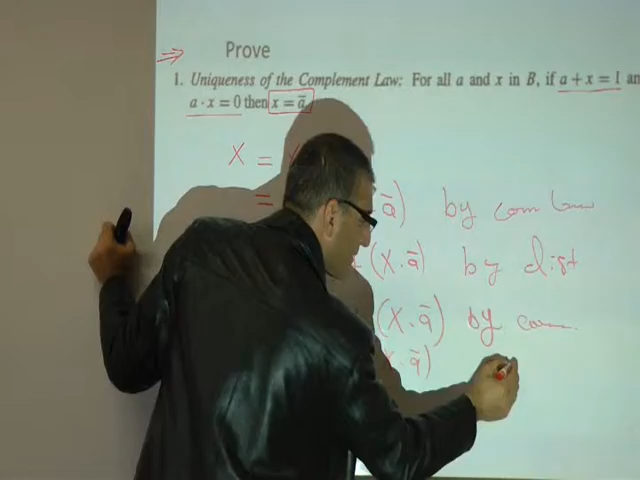 Prove
1. Uniqueness of the Complement Law: For all a and x in B, if a + x = 1 an
a · x = 0 then x = ā.
X =
= ā) by com law
(X · ā) by dist
(X · ā) by com
ā)